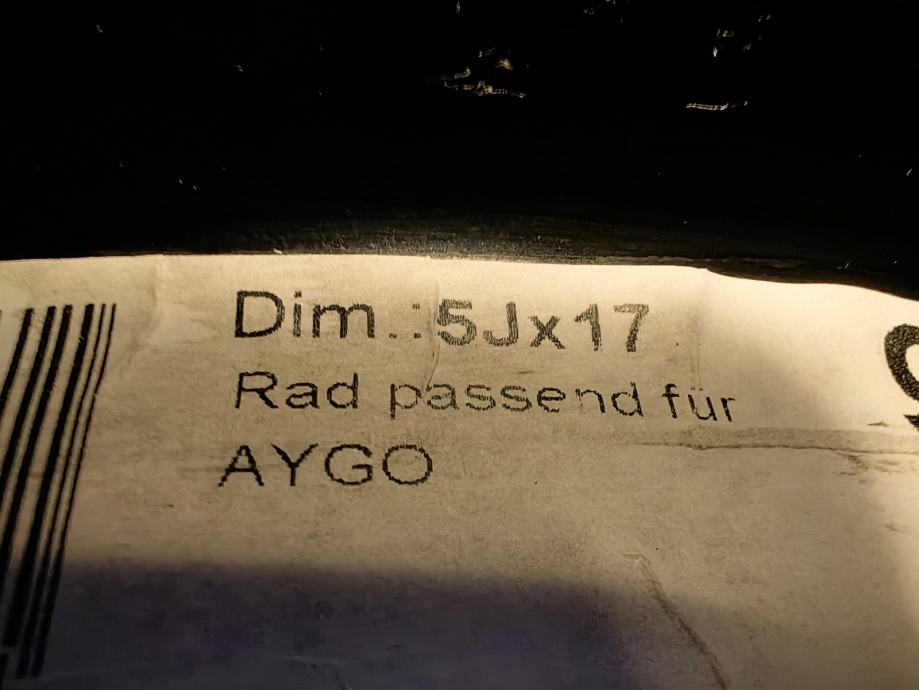 Dim.:5Jx17
Rad passend für
AYGO